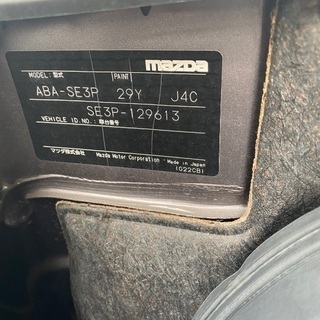 mazda
MODEL: 型式 PAINT
ABA-SE3P 29Y J4C
SE3P-129613
VEHICLE ID. NO.: 車台番号
マツダ株式会社 Mazda Motor Corporation Made in Japan
(022CB)